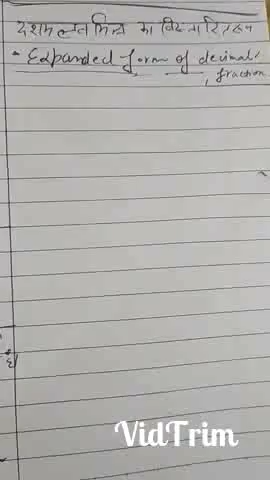 दशमलव भिन्न का विस्तारित रूप
Expanded form of decimal
fraction
VidTrim